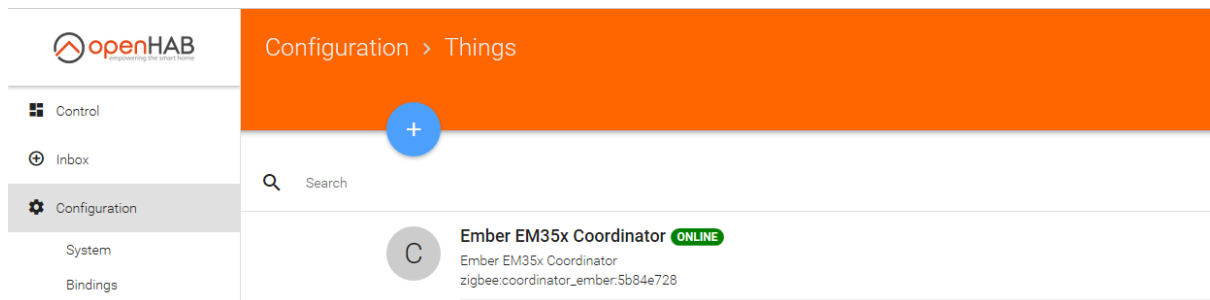 openHAB
empowering the smart home
Configuration > Things
Control
+
Inbox
Search
Configuration
System
Bindings
C
Ember EM35x Coordinator ONLINE
Ember EM35x Coordinator
zigbee:coordinator_ember:5b84e728